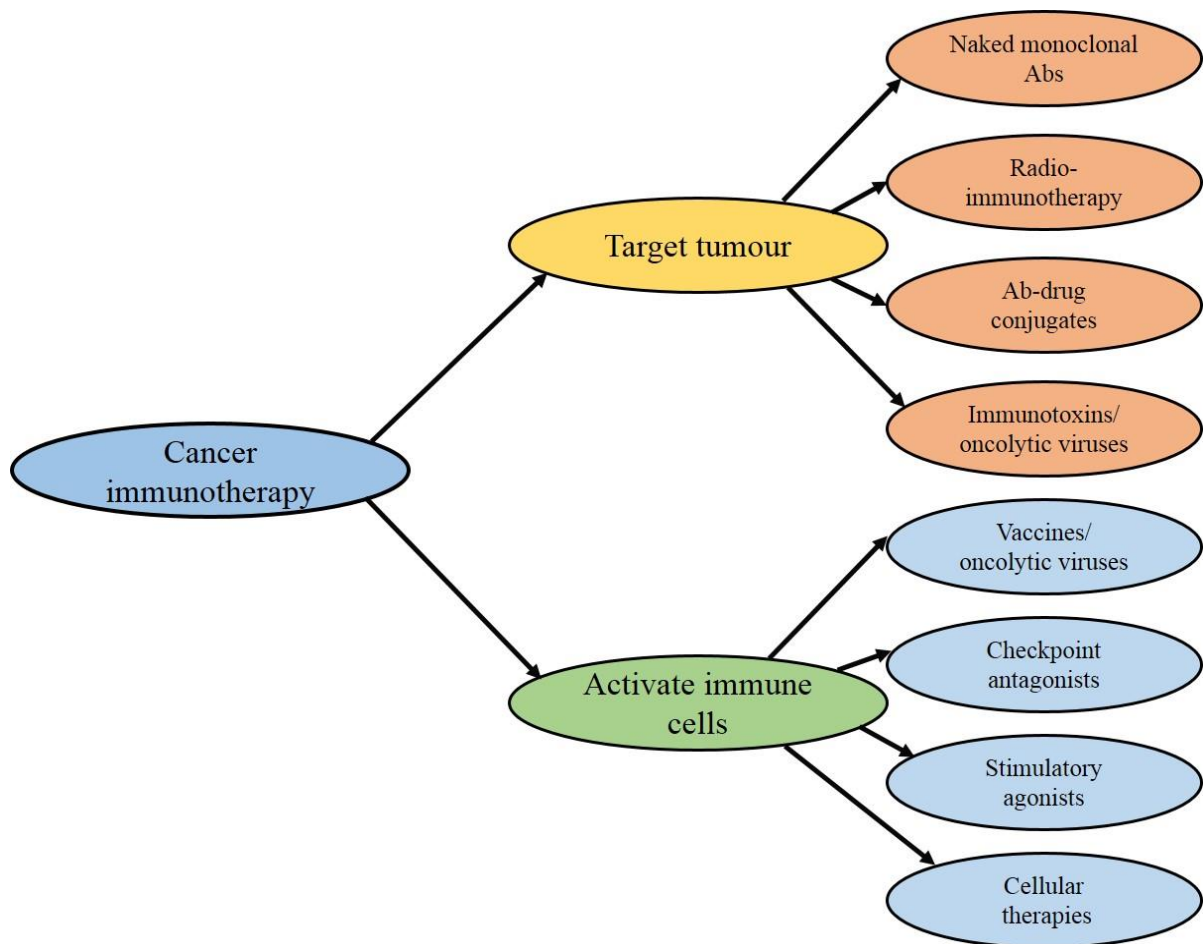 Cancer
immunotherapy
Target tumour
Naked monoclonal
Abs
Radio-
immunotherapy
Ab-drug
conjugates
Immunotoxins/
oncolytic viruses
Activate immune
cells
Vaccines/
oncolytic viruses
Checkpoint
antagonists
Stimulatory
agonists
Cellular
therapies